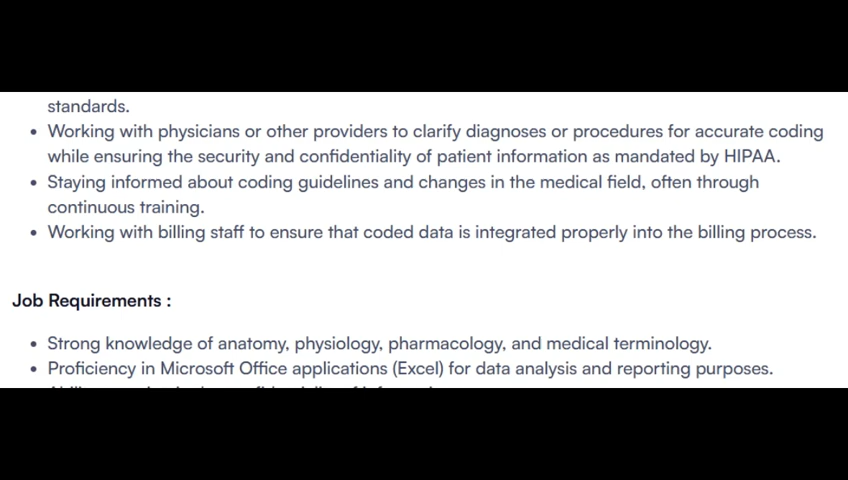 standards.
• Working with physicians or other providers to clarify diagnoses or procedures for accurate coding
while ensuring the security and confidentiality of patient information as mandated by HIPAA.
• Staying informed about coding guidelines and changes in the medical field, often through
continuous training.
• Working with billing staff to ensure that coded data is integrated properly into the billing process.
Job Requirements :
• Strong knowledge of anatomy, physiology, pharmacology, and medical terminology.
• Proficiency in Microsoft Office applications (Excel) for data analysis and reporting purposes.